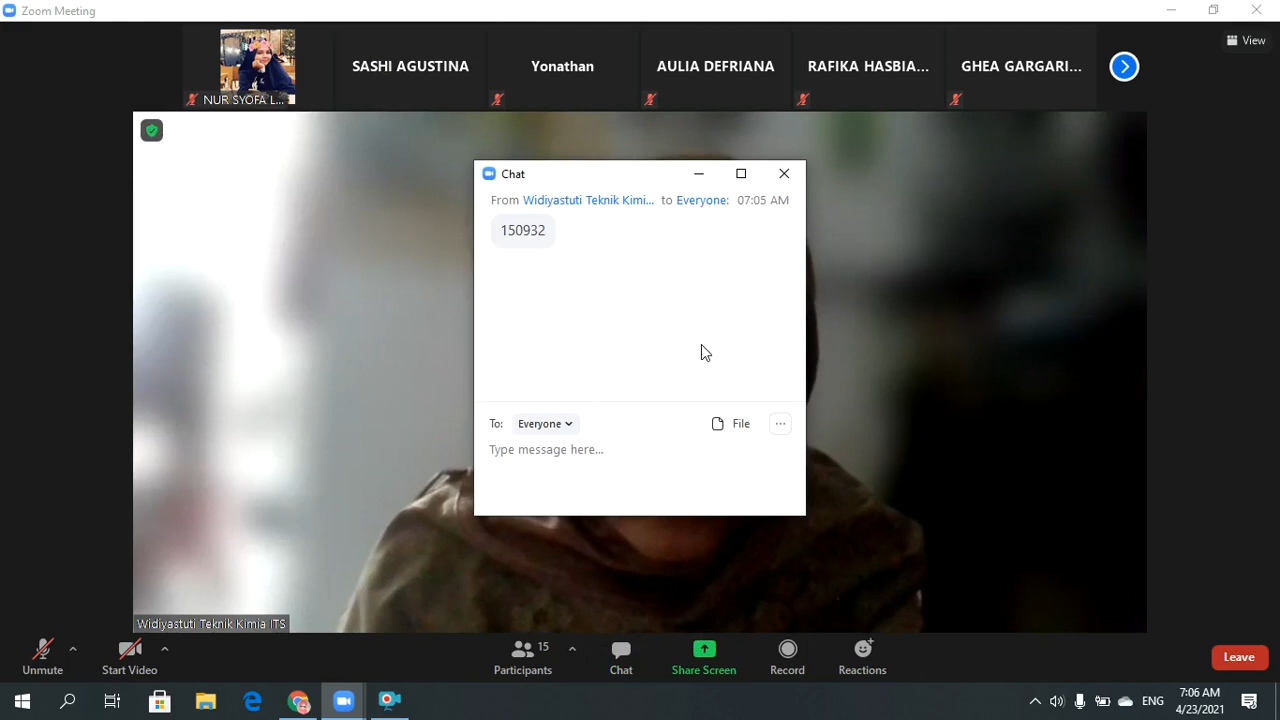 Zoom Meeting
View
SASHI AGUSTINA
Yonathan
AULIA DEFRIANA
RAFIKA HASBIA...
GHEA GARGARI...
NUR SYOFA L...
Chat
From Widiyastuti Teknik Kimi... to Everyone: 07:05 AM
150932
To: Everyone
File
Type message here...
Widiyastuti Teknik Kimia ITS
Unmute
Start Video
15
Participants
Chat
Share Screen
Record
Reactions
Leave
ENG
7:06 AM
4/23/2021